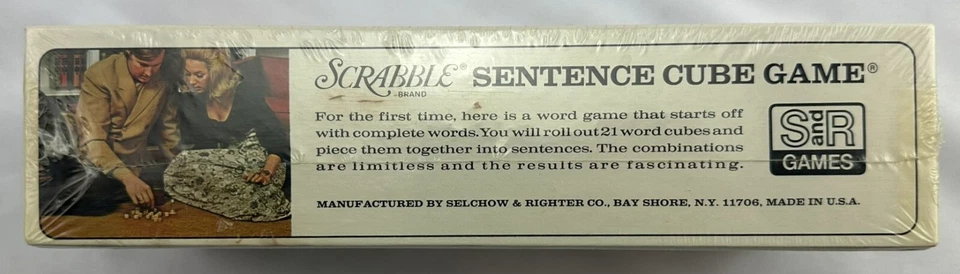 SCRABBLE® SENTENCE CUBE GAME®
BRAND
For the first time, here is a word game that starts off
with complete words. You will roll out 21 word cubes and
piece them together into sentences. The combinations
are limitless and the results are fascinating.
S and R
GAMES
MANUFACTURED BY SELCHOW & RIGHTER CO., BAY SHORE, N.Y. 11706, MADE IN U.S.A.